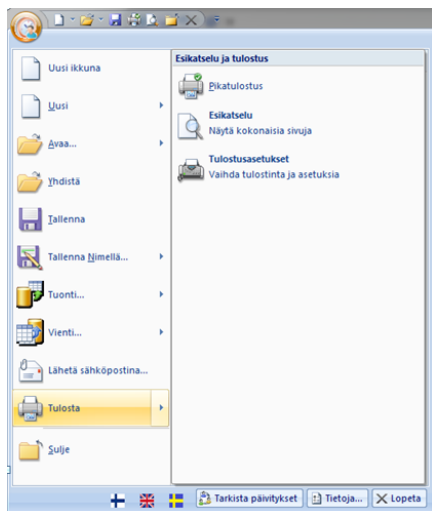 Uusi ikkuna
Uusi
Avaa...
Yhdistä
Tallenna
Tallenna Nimellä...
Tuonti...
Vienti...
Lähetä sähköpostina...
Tulosta
Sulje
Esikatselu ja tulostus
Pikatulostus
Esikatselu
Näytä kokonaisia sivuja
Tulostusasetukset
Vaihda tulostinta ja asetuksia
Tarkista päivitykset
Tietoja...
Lopeta